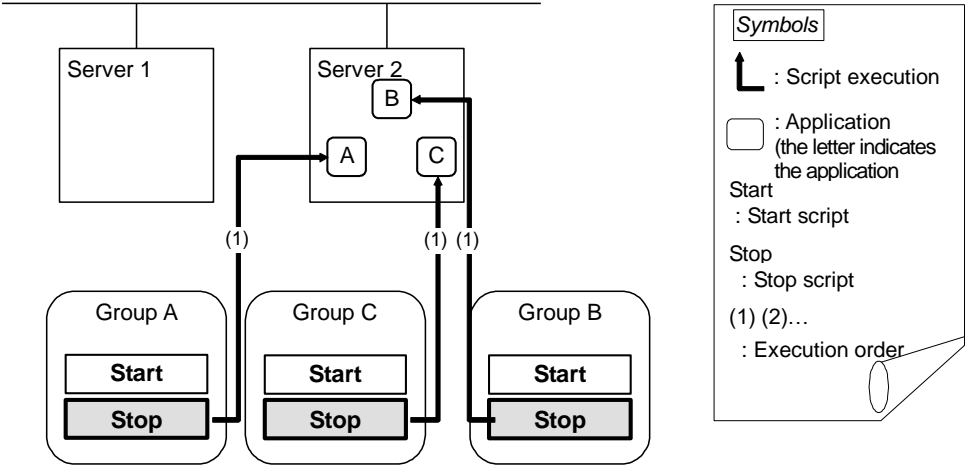 Server 1
Server 2
B
A
C
(1)
(1)
(1)
Group A
Group C
Group B
Start
Start
Start
Stop
Stop
Stop
Symbols
: Script execution
: Application
(the letter indicates
the application
Start
: Start script
Stop
: Stop script
(1) (2)…
: Execution order